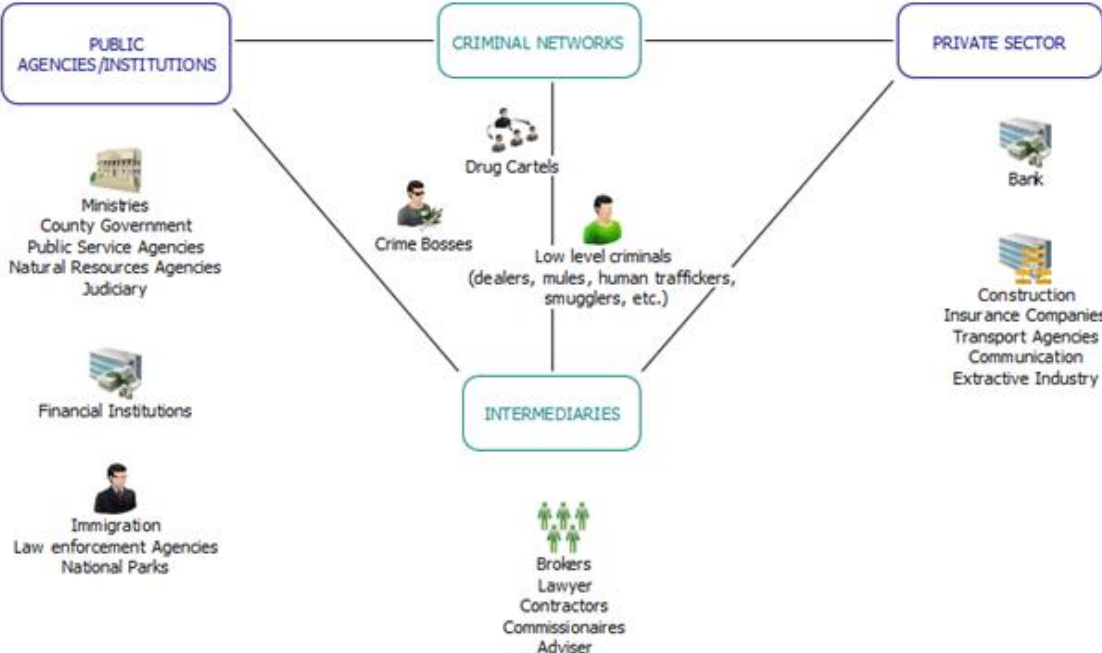 PUBLIC
AGENCIES/INSTITUTIONS
CRIMINAL NETWORKS
PRIVATE SECTOR
Drug Cartels
Crime Bosses
Low level criminals
(dealers, mules, human traffickers,
smugglers, etc.)
Ministries
County Government
Public Service Agencies
Natural Resources Agencies
Judiciary
Financial Institutions
Immigration
Law enforcement Agencies
National Parks
Bank
Construction
Insurance Companies
Transport Agencies
Communication
Extractive Industry
INTERMEDIARIES
Brokers
Lawyer
Contractors
Commissionaires
Adviser